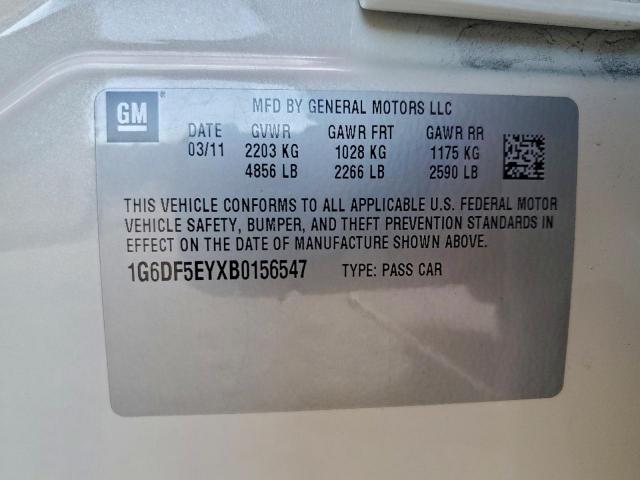 GM ® MFD BY GENERAL MOTORS LLC
DATE GVWR GAWR FRT GAWR RR
03/11 2203 KG 1028 KG 1175 KG
4856 LB 2266 LB 2590 LB
THIS VEHICLE CONFORMS TO ALL APPLICABLE U.S. FEDERAL MOTOR
VEHICLE SAFETY, BUMPER, AND THEFT PREVENTION STANDARDS IN
EFFECT ON THE DATE OF MANUFACTURE SHOWN ABOVE.
1G6DF5EYXB0156547 TYPE: PASS CAR